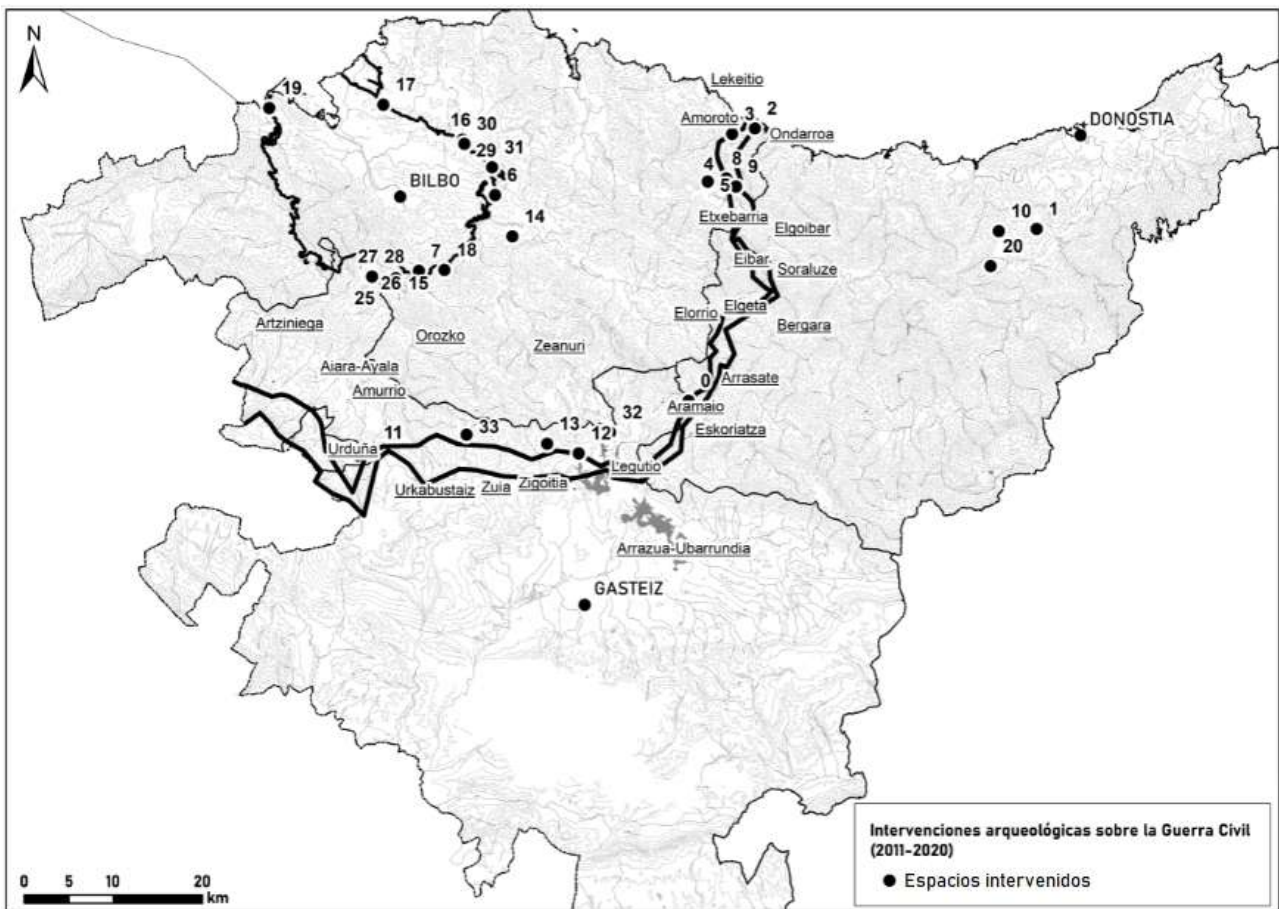 N
Lekeitio
19
17
3 2
Amoroto
Ondarroa
DONOSTIA
16 30
29 31
4
8
9
5
BILBO
6
14
10 1
Etxebarria
Elgoibar
20
27 28 7 18
Eibar
Soraluze
25 26 15
Elorrio
Elgeta
Artziniega
Bergara
Orozko
Zeanuri
Aiara-Ayala
Arrasate
Amurrio
0
Aramaio
32
Eskoriatza
11
33
13
12
Urduña
Legutio
Urkabustaiz
Zuia
Zigoitia
Arrazua-Ubarrundia
GASTEIZ
Intervenciones arqueológicas sobre la Guerra Civil
(2011-2020)
Espacios intervenidos
0 5 10 20
km